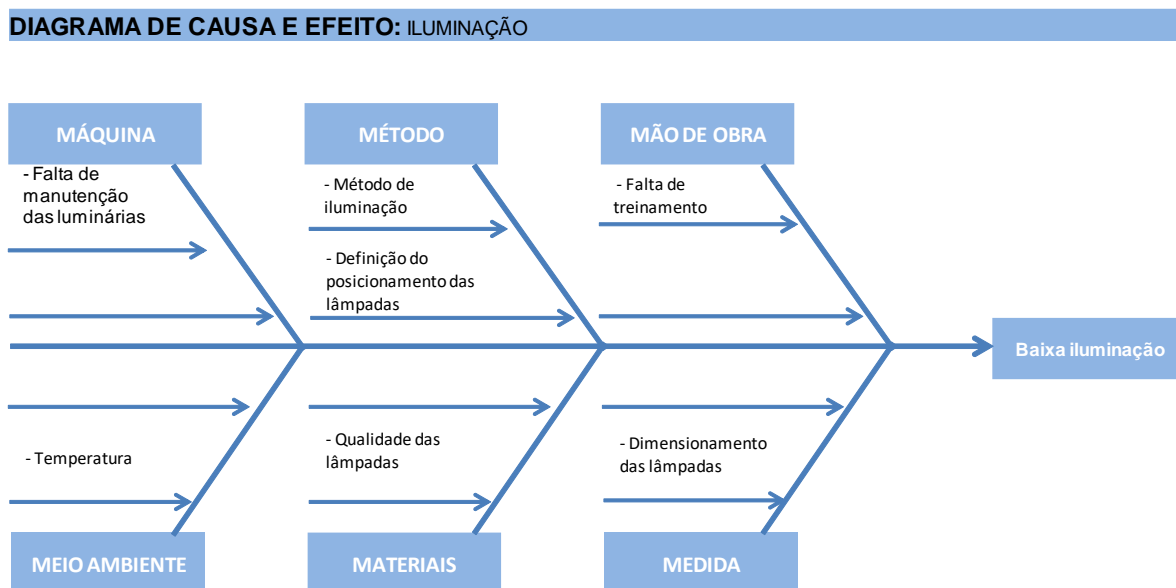 DIAGRAMA DE CAUSA E EFEITO: ILUMINAÇÃO
MÁQUINA
MÉTODO
MÃO DE OBRA
- Falta de
manutenção
das luminárias
- Método de
iluminação
- Definição do
posicionamento das
lâmpadas
- Falta de
treinamento
Baixa iluminação
- Temperatura
- Qualidade das
lâmpadas
- Dimensionamento
das lâmpadas
MEIO AMBIENTE
MATERIAIS
MEDIDA